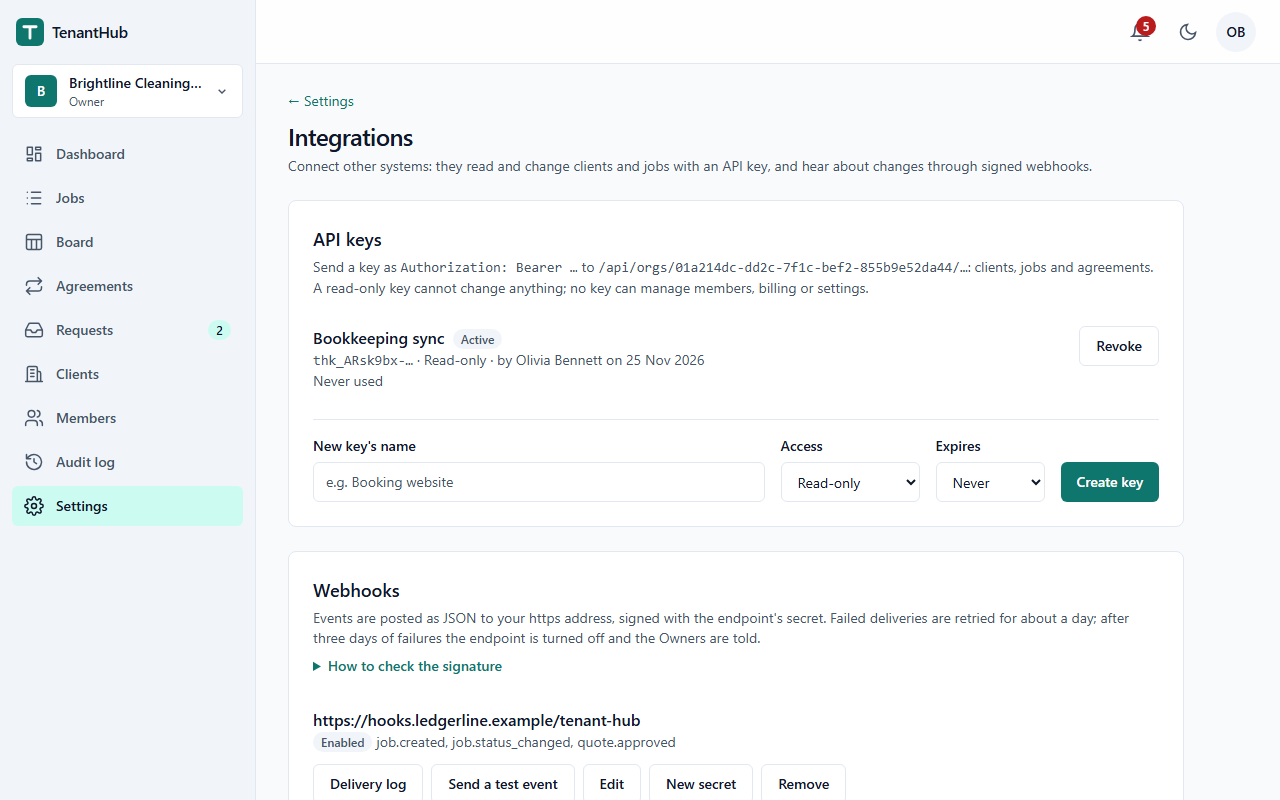 TenantHub
5
OB
B
Brightline Cleaning...
Owner
Dashboard
Jobs
Board
Agreements
Requests
2
Clients
Members
Audit log
Settings
← Settings
Integrations
Connect other systems: they read and change clients and jobs with an API key, and hear about changes through signed webhooks.
API keys
Send a key as Authorization: Bearer … to /api/orgs/01a214dc-dd2c-7f1c-bef2-855b9e52da44/…: clients, jobs and agreements.
A read-only key cannot change anything; no key can manage members, billing or settings.
Bookkeeping sync Active
thk_ARsk9bx-… · Read-only · by Olivia Bennett on 25 Nov 2026
Never used
Revoke
New key's name
Access
Expires
e.g. Booking website
Read-only
Never
Create key
Webhooks
Events are posted as JSON to your https address, signed with the endpoint's secret. Failed deliveries are retried for about a day; after
three days of failures the endpoint is turned off and the Owners are told.
How to check the signature
https://hooks.ledgerline.example/tenant-hub
Enabled job.created, job.status_changed, quote.approved
Delivery log
Send a test event
Edit
New secret
Remove